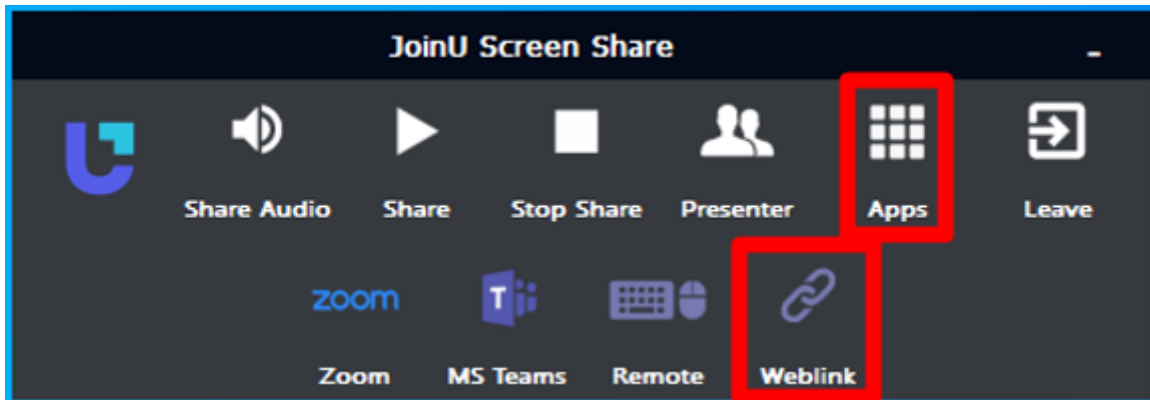 JoinU Screen Share
Share Audio Share Stop Share Presenter Apps Leave
zoom
Zoom MS Teams Remote Weblink